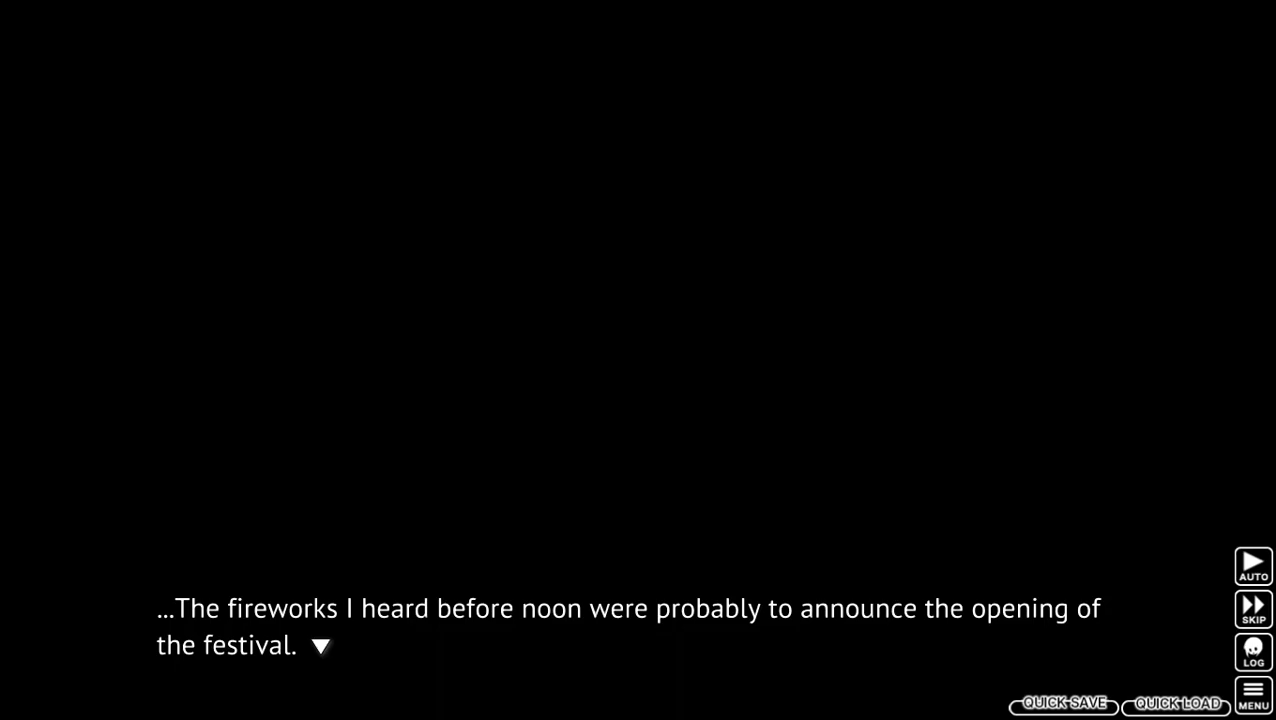 ...The fireworks I heard before noon were probably to announce the opening of
the festival.
AUTO
SKIP
LOG
MENU
QUICK SAVE QUICK LOAD